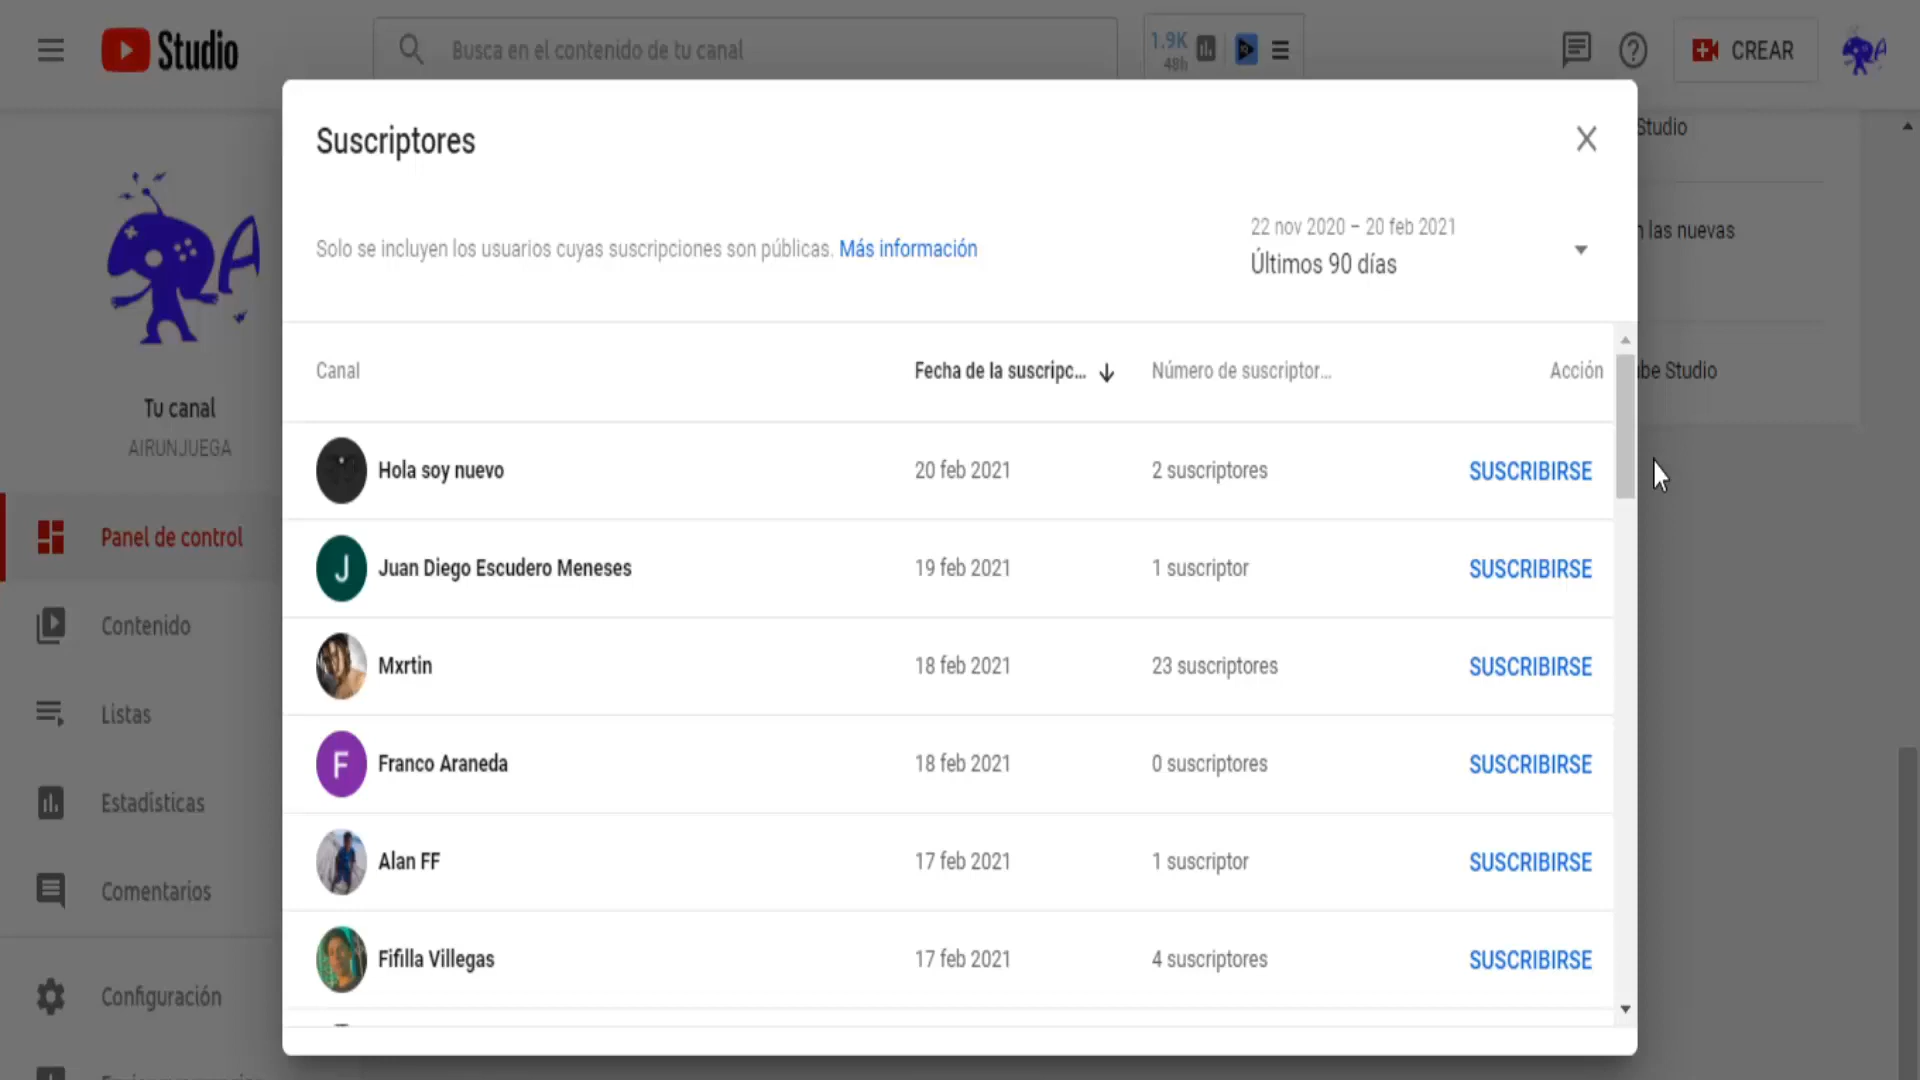 Studio
Busca en el contenido de tu canal
1.9K
48h
CREAR
Suscriptores
Studio
22 nov 2020 – 20 feb 2021
Solo se incluyen los usuarios cuyas suscripciones son públicas. Más información
Últimos 90 días
las nuevas
Canal
Fecha de la suscripc...
Número de suscriptor...
Acción
Studio
Tu canal
AIRUNJUEGA
Hola soy nuevo
20 feb 2021
2 suscriptores
SUSCRIBIRSE
Panel de control
Juan Diego Escudero Meneses
19 feb 2021
1 suscriptor
SUSCRIBIRSE
Contenido
Mxrtin
18 feb 2021
23 suscriptores
SUSCRIBIRSE
Listas
Franco Araneda
18 feb 2021
0 suscriptores
SUSCRIBIRSE
Estadísticas
Alan FF
17 feb 2021
1 suscriptor
SUSCRIBIRSE
Comentarios
Fifilla Villegas
17 feb 2021
4 suscriptores
SUSCRIBIRSE
Configuración